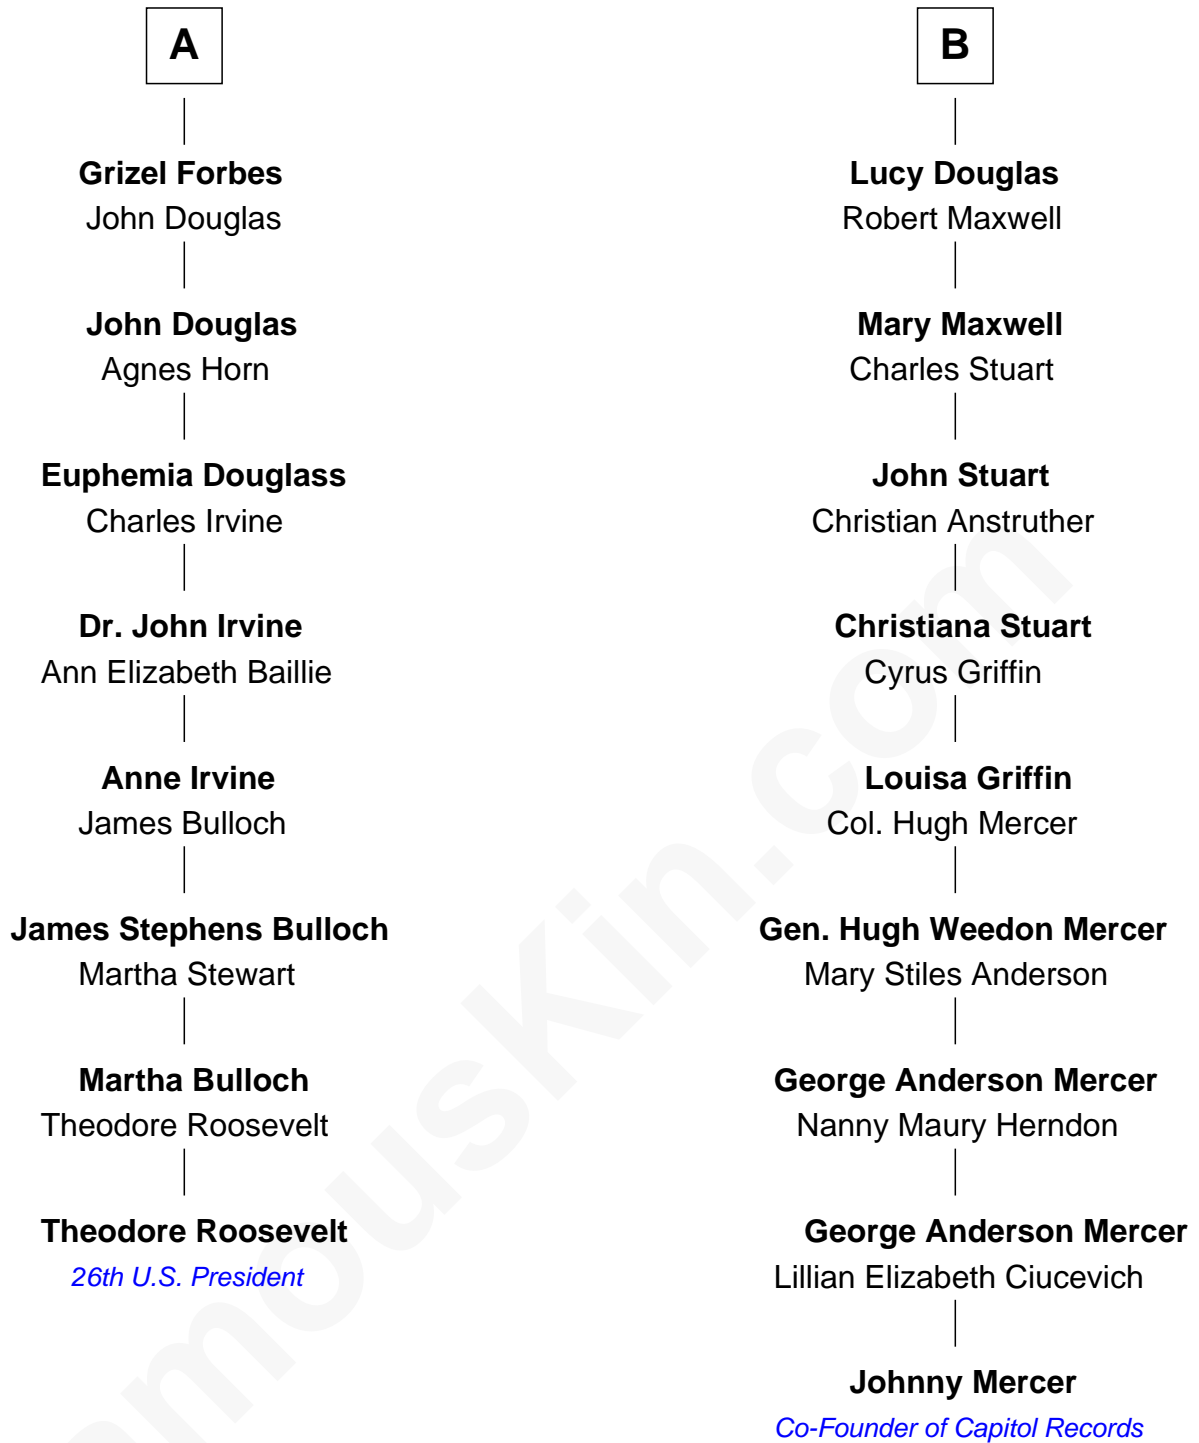 A
Grizel Forbes
John Douglas
John Douglas
Agnes Horn
Euphemia Douglass
Charles Irvine
Dr. John Irvine
Ann Elizabeth Baillie
Anne Irvine
James Bulloch
James Stephens Bulloch
Martha Stewart
Martha Bulloch
Theodore Roosevelt
Theodore Roosevelt
26th U.S. President
B
Lucy Douglas
Robert Maxwell
Mary Maxwell
Charles Stuart
John Stuart
Christian Anstruther
Christiana Stuart
Cyrus Griffin
Louisa Griffin
Col. Hugh Mercer
Gen. Hugh Weedon Mercer
Mary Stiles Anderson
George Anderson Mercer
Nanny Maury Herndon
George Anderson Mercer
Lillian Elizabeth Ciucevich
Johnny Mercer
Co-Founder of Capitol Records
amouskin.com